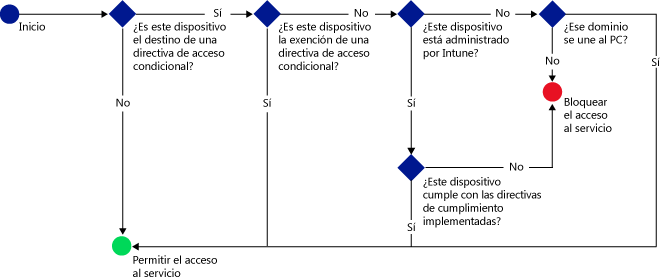 Inicio
¿Es este dispositivo
el destino de una
directiva de acceso
condicional?
Sí
¿Es este dispositivo
la exención de una
directiva de acceso
condicional?
No
¿Este dispositivo
está administrado
por Intune?
No
¿Ese dominio
se une al PC?
No
Sí
Bloquear
el acceso
al servicio
No
Sí
Sí
No
¿Este dispositivo
cumple con las directivas
de cumplimiento
implementadas?
Sí
Permitir el acceso
al servicio